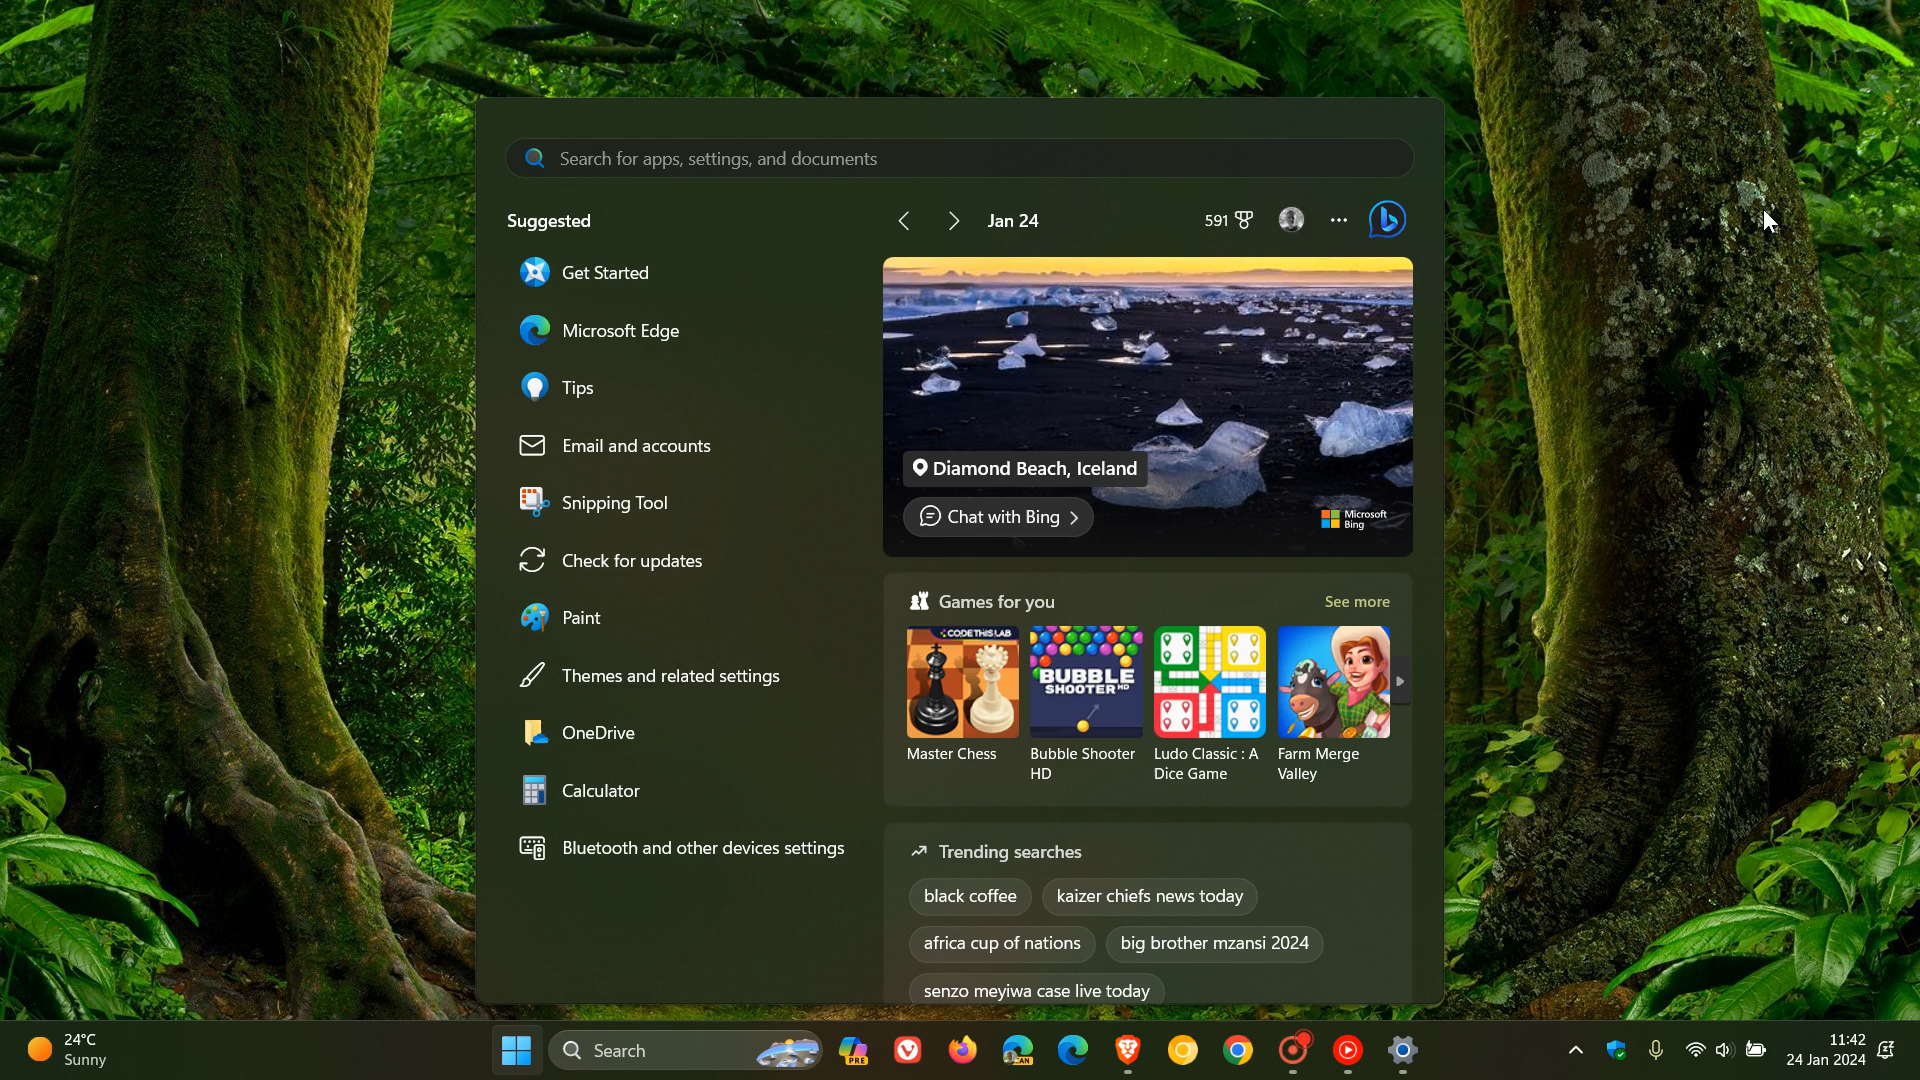 Search for apps, settings, and documents
Suggested
Get Started
Microsoft Edge
Tips
Email and accounts
Snipping Tool
Check for updates
Paint
Themes and related settings
OneDrive
Calculator
Bluetooth and other devices settings
Jan 24
591
Diamond Beach, Iceland
Chat with Bing
Microsoft
Bing
Games for you
See more
CODETHISLAB
BUBBLE
SHOOTER HD
Master Chess
Bubble Shooter
HD
Ludo Classic : A
Dice Game
Farm Merge
Valley
Trending searches
black coffee
kaizer chiefs news today
africa cup of nations
big brother mzansi 2024
senzo meyiwa case live today
24°C
Sunny
Search
PRE
CAN
11:42
24 Jan 2024